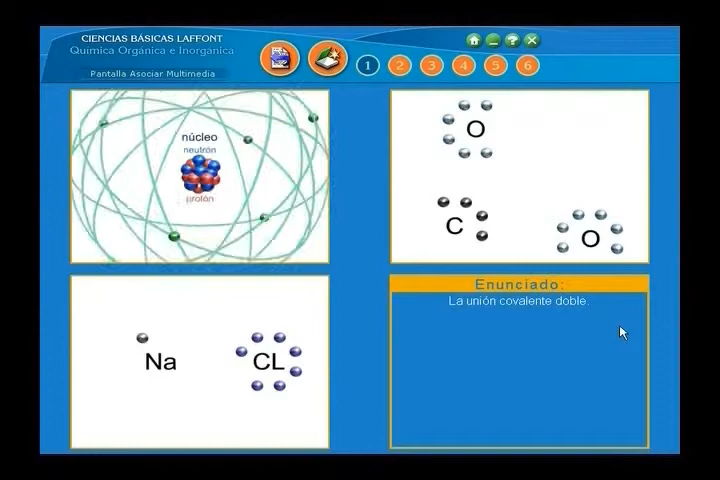 CIENCIAS BÁSICAS LAFFONT
Química Orgánica e Inorgánica
Pantalla Asociar Multimedia
1 2 3 4 5 6
núcleo
neutrón
protón
O
C
O
Na
CL
Enunciado:
La unión covalente doble.